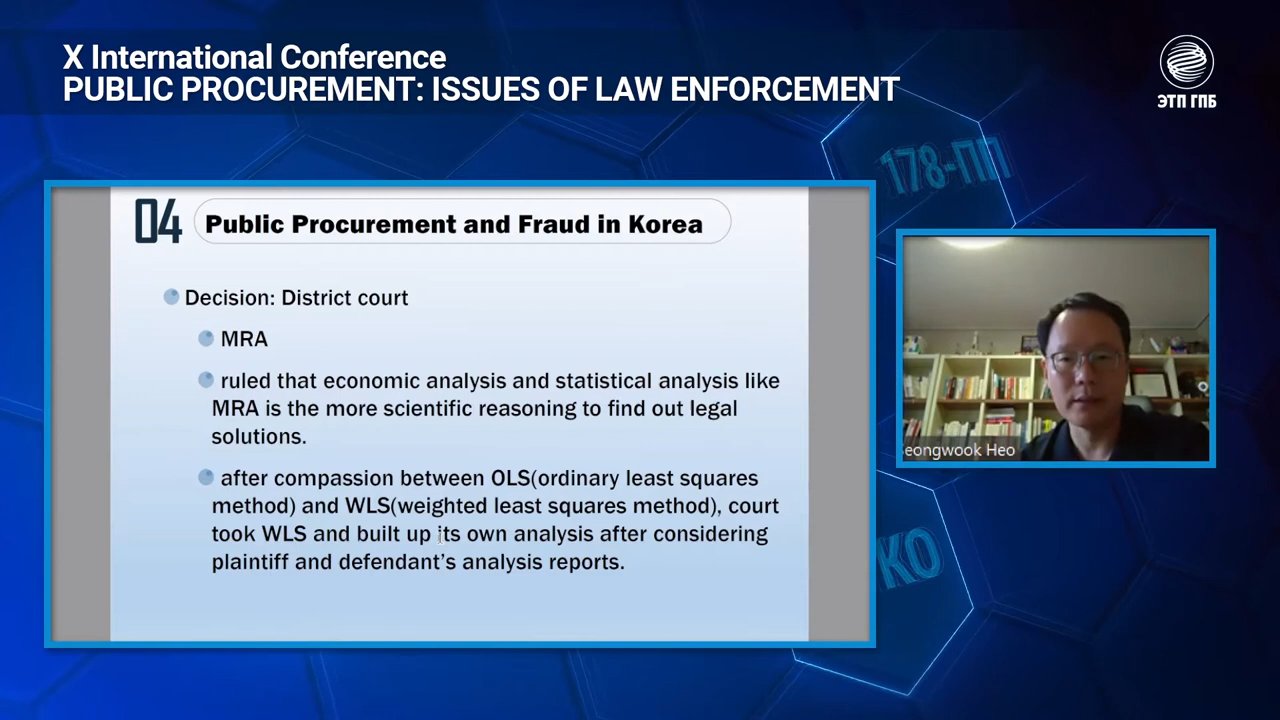 X International Conference
PUBLIC PROCUREMENT: ISSUES OF LAW ENFORCEMENT
ЭТП ГПБ
178-ПП
04
Public Procurement and Fraud in Korea
Decision: District court
MRA
ruled that economic analysis and statistical analysis like
MRA is the more scientific reasoning to find out legal
solutions.
after compassion between OLS(ordinary least squares
method) and WLS(weighted least squares method), court
took WLS and built up its own analysis after considering
plaintiff and defendant's analysis reports.
eongwook Heo
КО